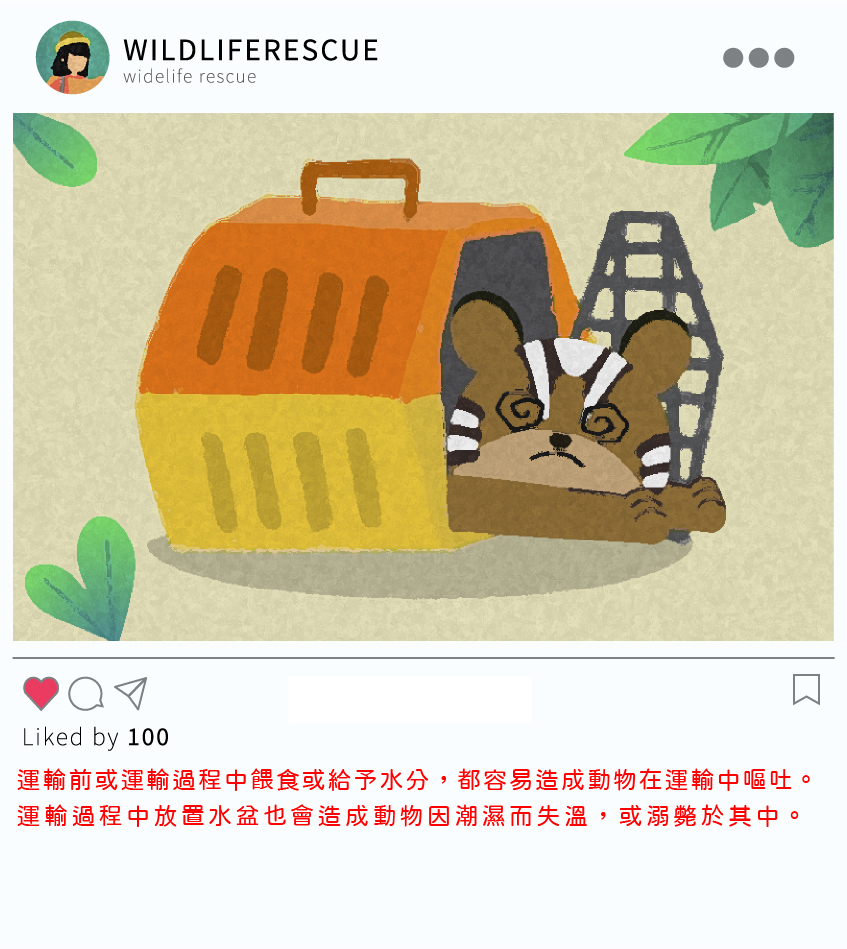 WILDLIFERESCUE
widelife rescue
Liked by 100
運輸前或運輸過程中餵食或給予水分，都容易造成動物在運輸中嘔吐。
運輸過程中放置水盆也會造成動物因潮濕而失溫，或溺斃於其中。